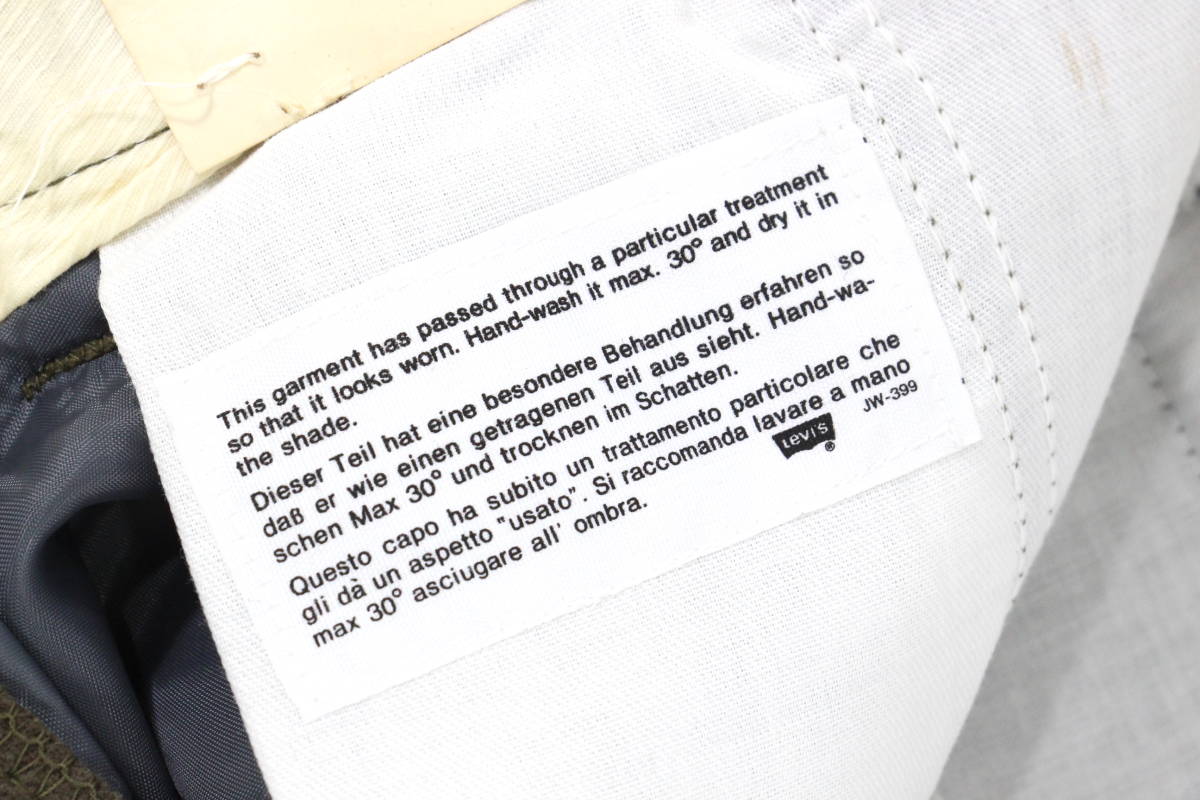 This garment has passed through a particular treatment
so that it looks worn. Hand-wash it max. 30° and dry it in
the shade.
Dieser Teil hat eine besondere Behandlung erfahren so
daß er wie einen getragenen Teil aus sieht. Hand-wa-
schen Max 30° und trocknen im Schatten.
Questo capo ha subito un trattamento particolare che
gli dà un aspetto "usato". Si raccomanda lavare a mano
max 30° asciugare all' ombra.
LEVI'S®
JW-399